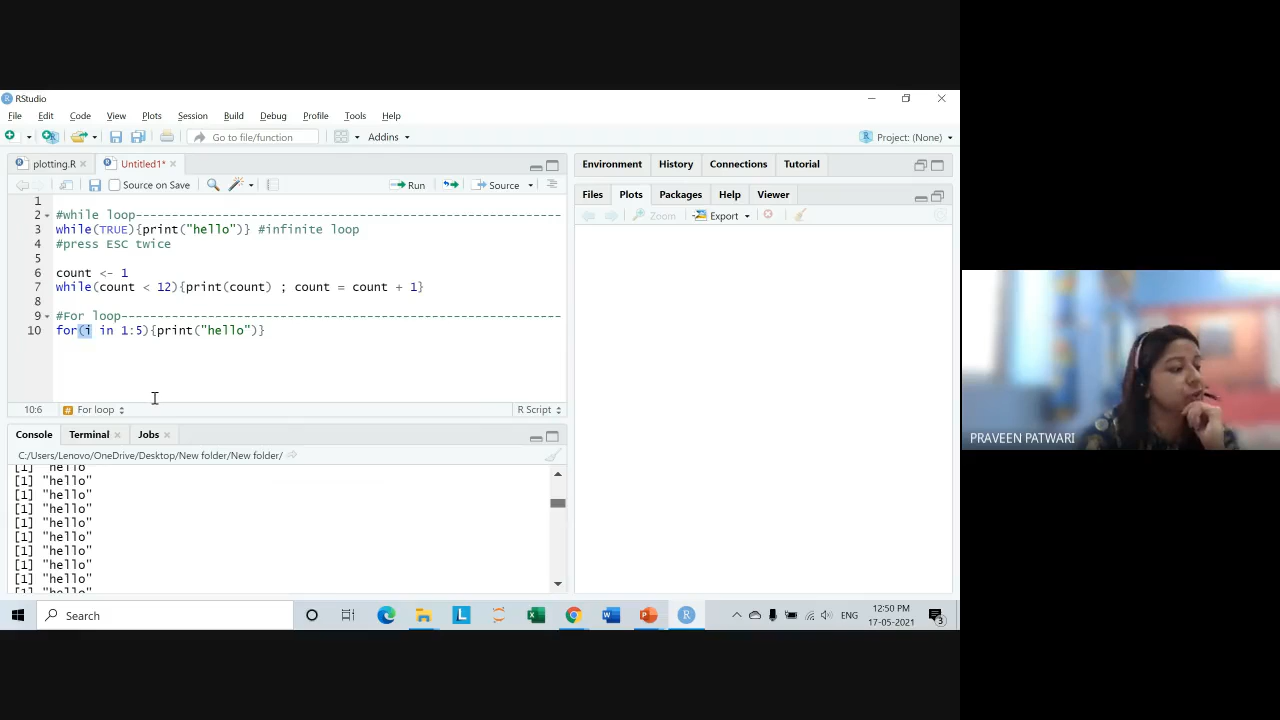 RStudio
File Edit Code View Plots Session Build Debug Profile Tools Help
Go to file/function Addins Project: (None)
plotting.R Untitled1*
Source on Save Run Source
1
2 #while loop----------------------------------------------------------
3 while(TRUE){print("hello")} #infinite loop
4 #press ESC twice
5
6 count <- 1
7 while(count < 12){print(count) ; count = count + 1}
8
9 #For loop------------------------------------------------------------
10 for(i in 1:5){print("hello")}
10:6 # For loop R Script
Console Terminal Jobs
C:/Users/Lenovo/OneDrive/Desktop/New folder/New folder/
[1] "hello"
[1] "hello"
[1] "hello"
[1] "hello"
[1] "hello"
[1] "hello"
[1] "hello"
[1] "hello"
[1] "hello"
[1] "hello"
Environment History Connections Tutorial
Files Plots Packages Help Viewer
Zoom Export
PRAVEEN PATWARI
Search
ENG
12:50 PM
17-05-2021
3